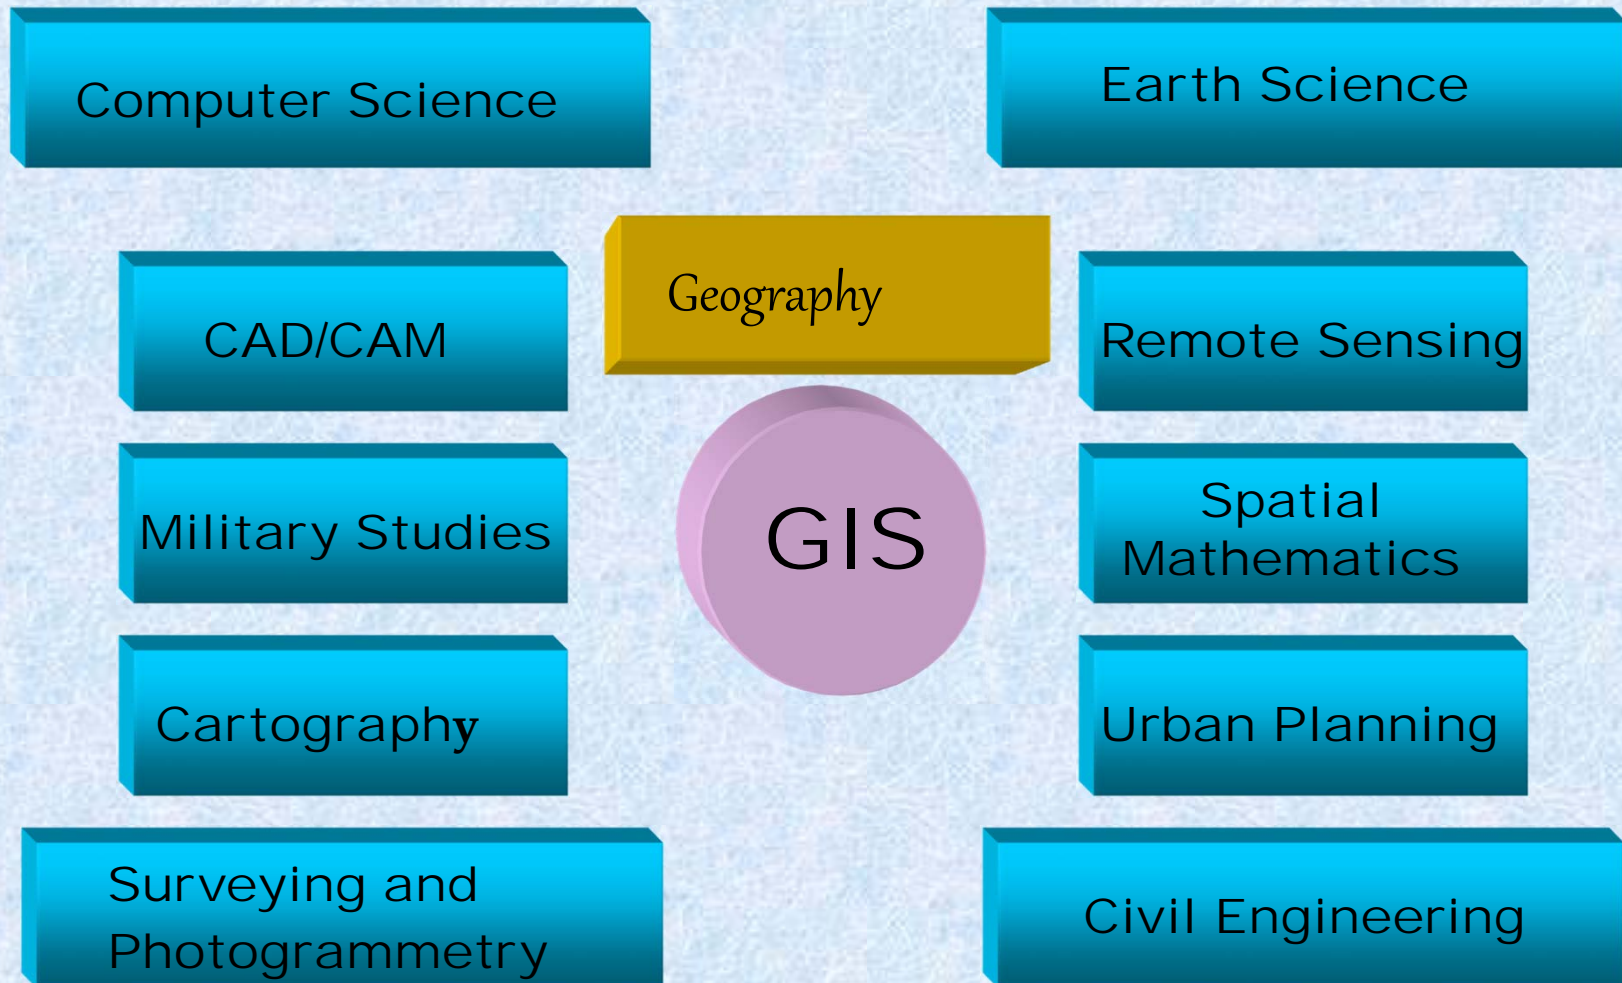 Computer Science
Earth Science
Geography
CAD/CAM
Remote Sensing
Military Studies
GIS
Spatial
Mathematics
Cartography
Urban Planning
Surveying and
Photogrammetry
Civil Engineering